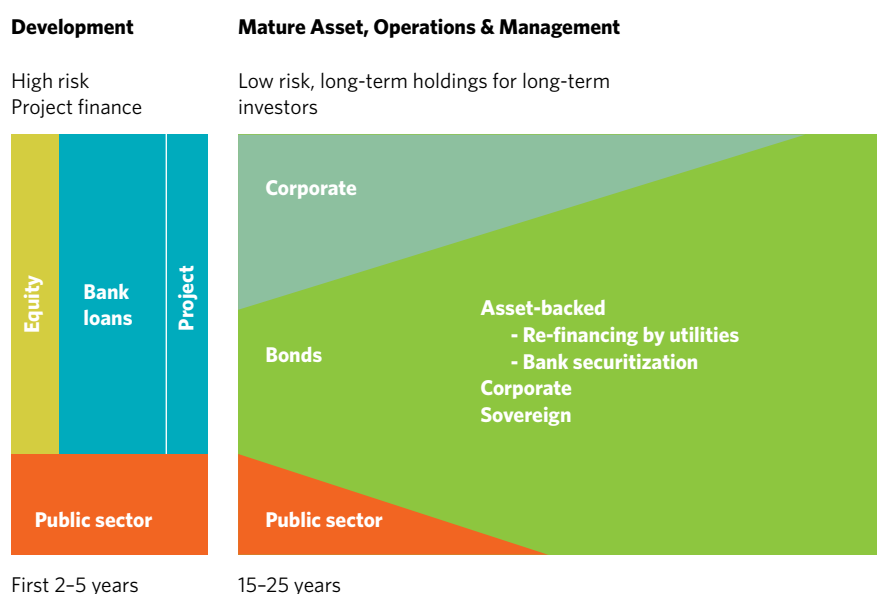 Development
High risk
Project finance
Equity
Bank
loans
Project
Public sector
First 2–5 years
Mature Asset, Operations & Management
Low risk, long-term holdings for long-term
investors
Corporate
Bonds
Asset-backed
- Re-financing by utilities
- Bank securitization
Corporate
Sovereign
Public sector
15–25 years